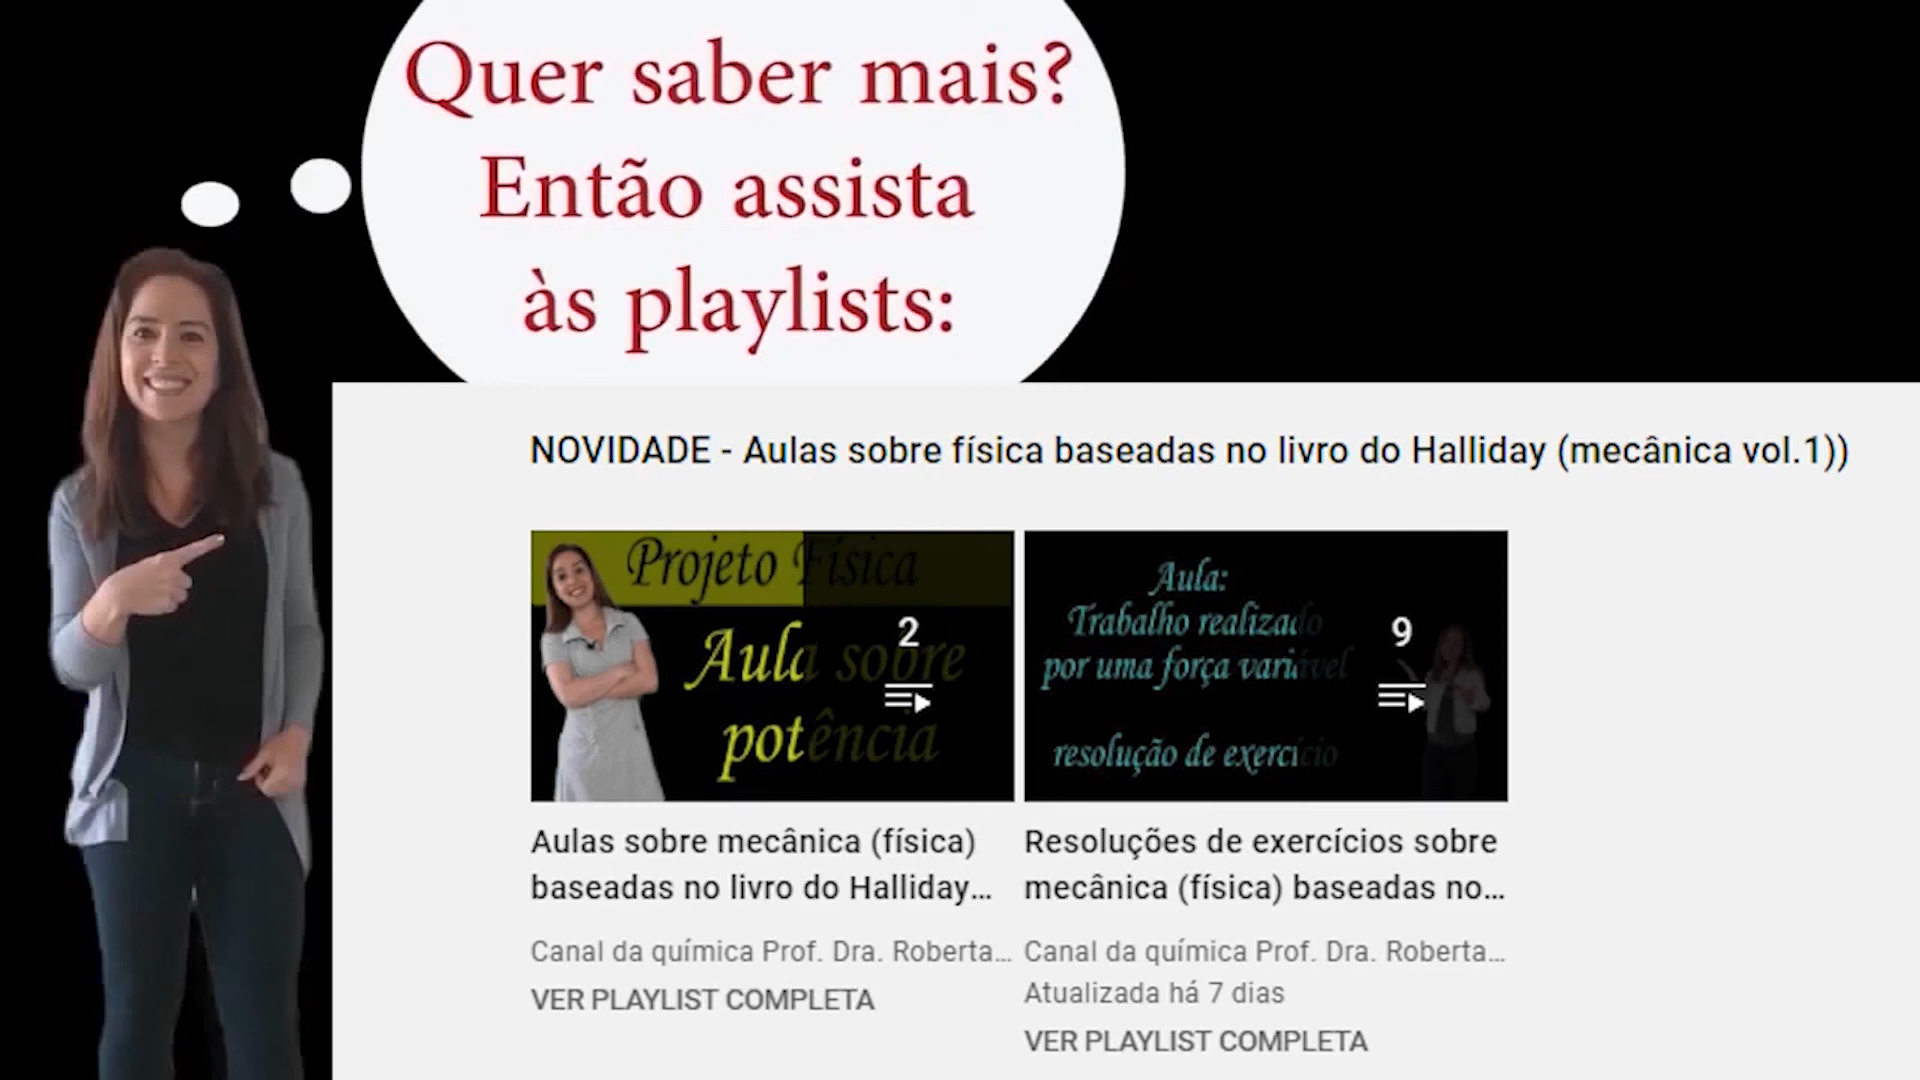 Quer saber mais?
Então assista
às playlists:
NOVIDADE - Aulas sobre física baseadas no livro do Halliday (mecânica vol.1))
Projeto Física
Aula sobre
potência
2
Aula:
Trabalho realizado
por uma força variável
resolução de exercício
9
Aulas sobre mecânica (física)
baseadas no livro do Halliday...
Canal da química Prof. Dra. Roberta...
VER PLAYLIST COMPLETA
Resoluções de exercícios sobre
mecânica (física) baseadas no...
Canal da química Prof. Dra. Roberta...
Atualizada há 7 dias
VER PLAYLIST COMPLETA